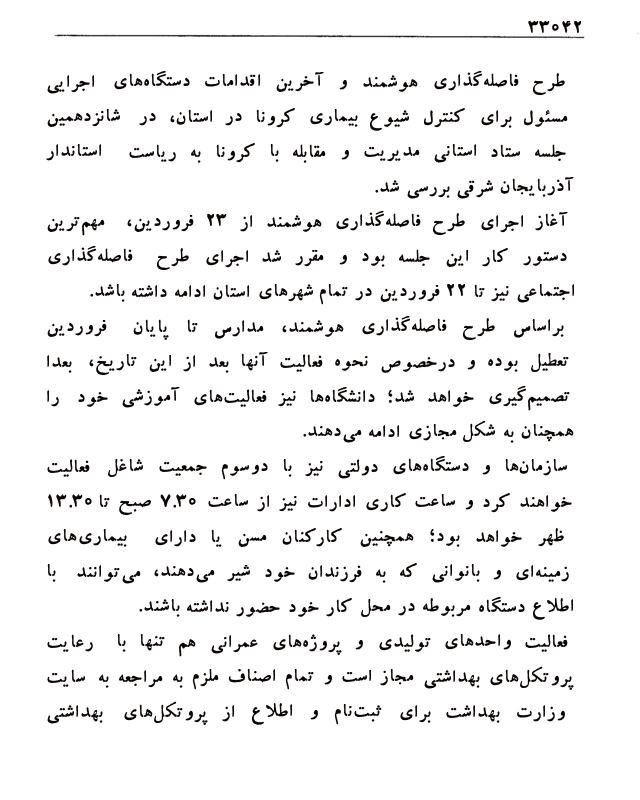 ۳۳۰۴۲
طرح فاصله‌گذاری هوشمند و آخرین اقدامات دستگاه‌های اجرایی
مسئول برای کنترل شیوع بیماری کرونا در استان، در شانزدهمین
جلسه ستاد استانی مدیریت و مقابله با کرونا به ریاست استاندار
آذربایجان شرقی بررسی شد.
آغاز اجرای طرح فاصله‌گذاری هوشمند از ۲۳ فروردین، مهم‌ترین
دستور کار این جلسه بود و مقرر شد اجرای طرح فاصله‌گذاری
اجتماعی نیز تا ۲۲ فروردین در تمام شهرهای استان ادامه داشته باشد.
براساس طرح فاصله‌گذاری هوشمند، مدارس تا پایان فروردین
تعطیل بوده و درخصوص نحوه فعالیت آنها بعد از این تاریخ، بعدا
تصمیم‌گیری خواهد شد؛ دانشگاه‌ها نیز فعالیت‌های آموزشی خود را
همچنان به شکل مجازی ادامه می‌دهند.
سازمان‌ها و دستگاه‌های دولتی نیز با دوسوم جمعیت شاغل فعالیت
خواهند کرد و ساعت کاری ادارات نیز از ساعت ۷.۳۰ صبح تا ۱۳.۳۰
ظهر خواهد بود؛ همچنین کارکنان مسن یا دارای بیماری‌های
زمینه‌ای و بانوانی که به فرزندان خود شیر می‌دهند، می‌توانند با
اطلاع دستگاه مربوطه در محل کار خود حضور نداشته باشند.
فعالیت واحدهای تولیدی و پروژه‌های عمرانی هم تنها با رعایت
پروتکل‌های بهداشتی مجاز است و تمام اصناف ملزم به مراجعه به سایت
وزارت بهداشت برای ثبت‌نام و اطلاع از پروتکل‌های بهداشتی